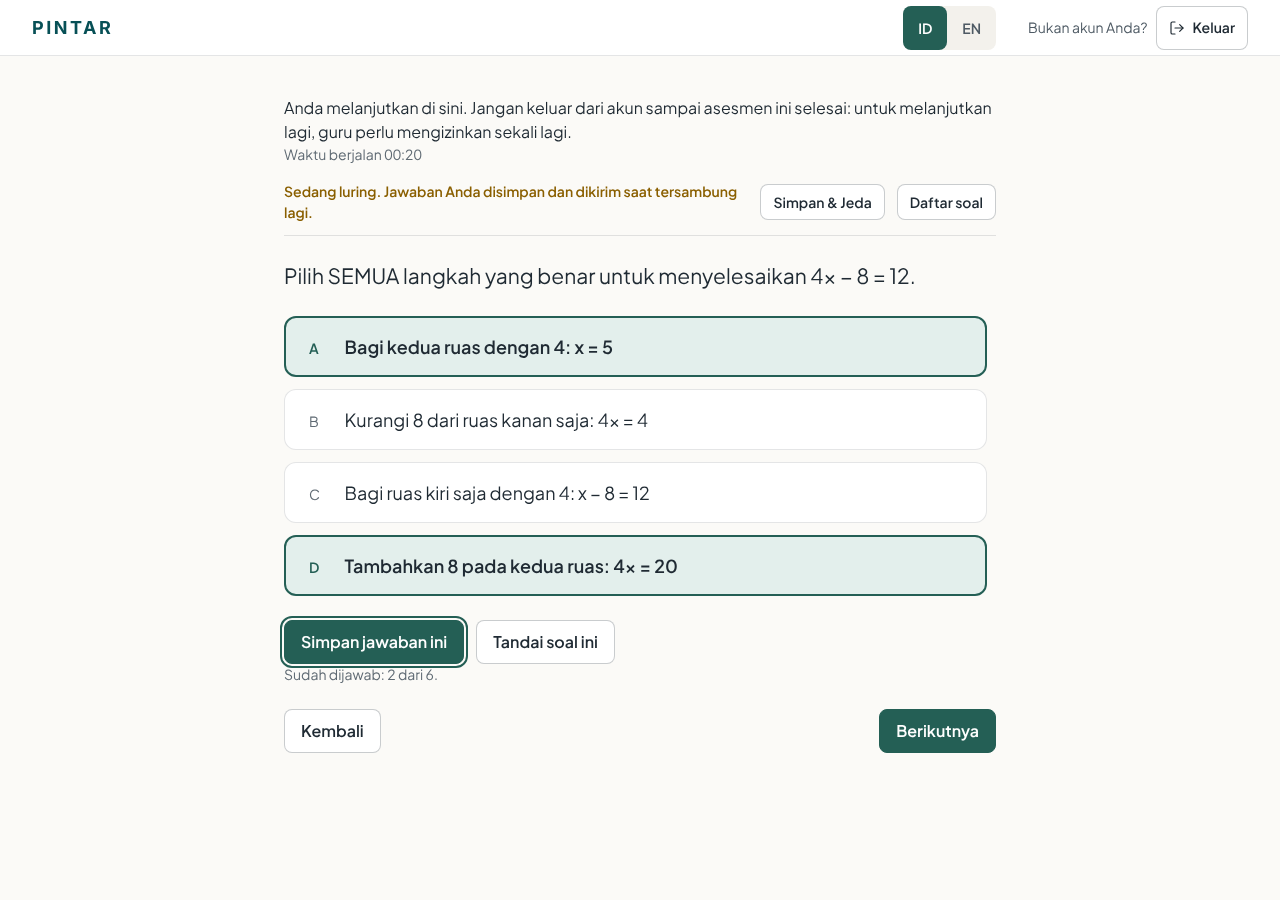 PINTAR
ID
EN
Bukan akun Anda?
Keluar
Anda melanjutkan di sini. Jangan keluar dari akun sampai asesmen ini selesai: untuk melanjutkan
lagi, guru perlu mengizinkan sekali lagi.
Waktu berjalan 00:20
Sedang luring. Jawaban Anda disimpan dan dikirim saat tersambung
lagi.
Simpan & Jeda
Daftar soal
Pilih SEMUA langkah yang benar untuk menyelesaikan 4x − 8 = 12.
A Bagi kedua ruas dengan 4: x = 5
B Kurangi 8 dari ruas kanan saja: 4x = 4
C Bagi ruas kiri saja dengan 4: x − 8 = 12
D Tambahkan 8 pada kedua ruas: 4x = 20
Simpan jawaban ini
Tandai soal ini
Sudah dijawab: 2 dari 6.
Kembali
Berikutnya